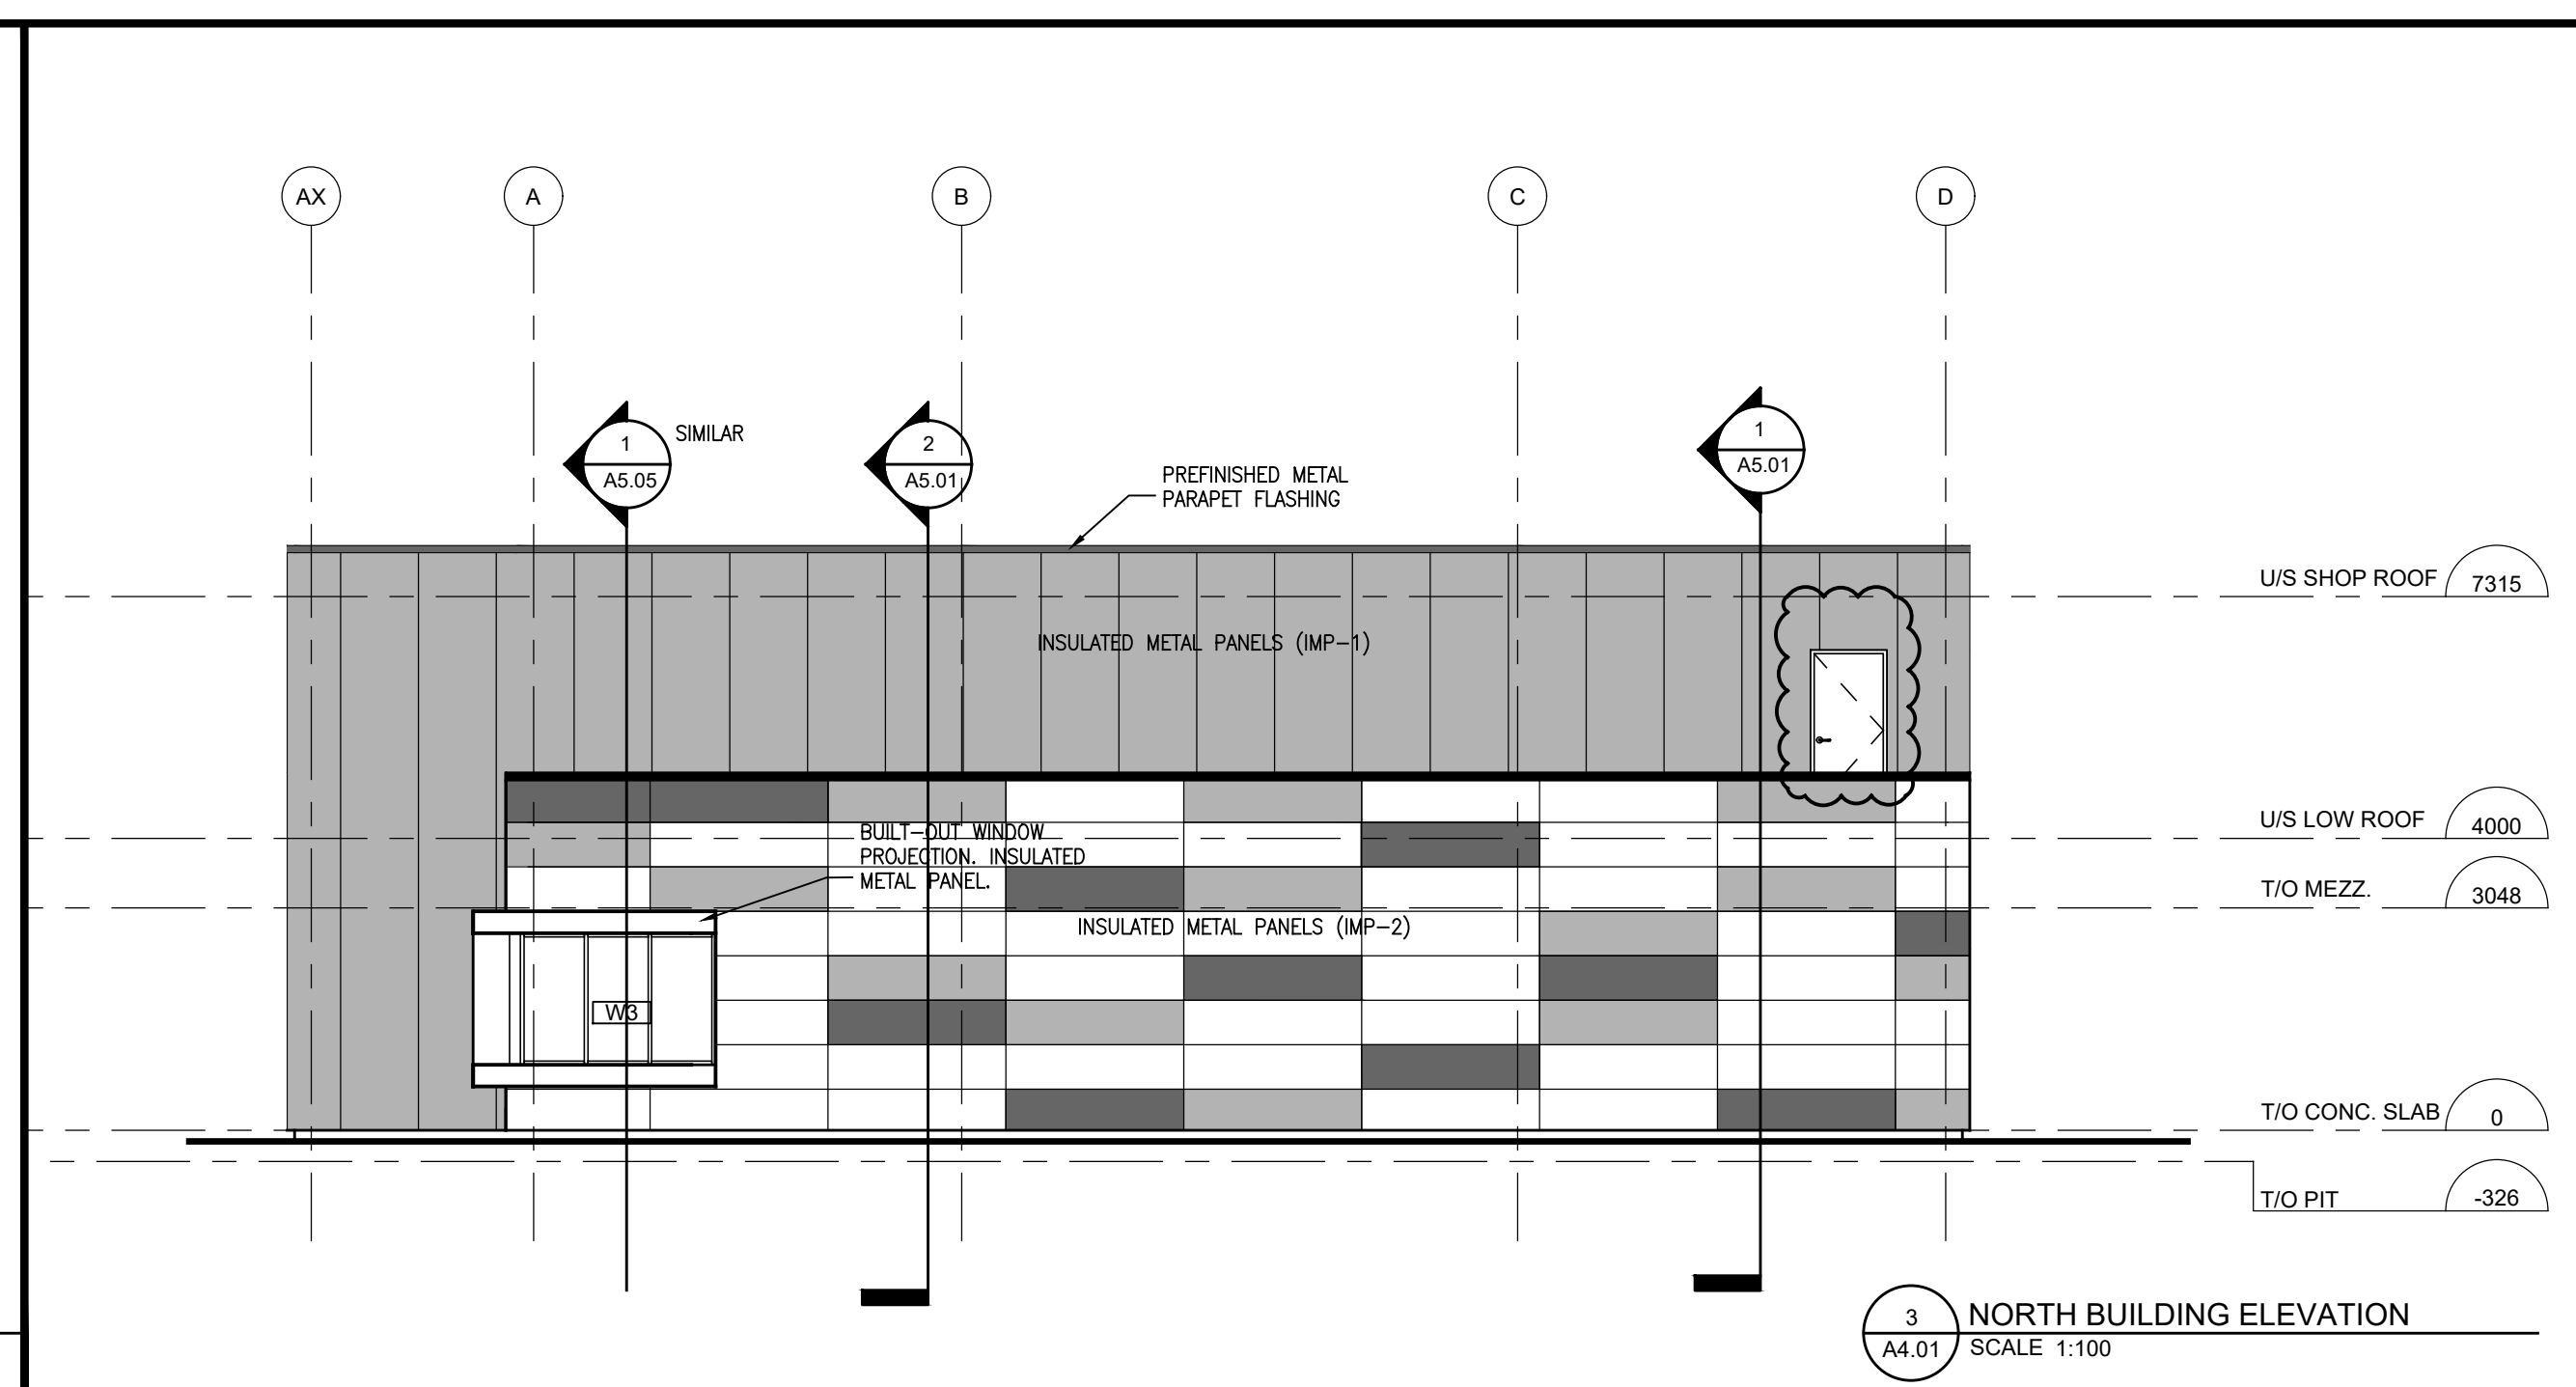 AX A B C D
1
A5.05
SIMILAR
2
A5.01
1
A5.01
PREFINISHED METAL
PARAPET FLASHING
U/S SHOP ROOF 7315
INSULATED METAL PANELS (IMP-1)
U/S LOW ROOF 4000
BUILT-OUT WINDOW
PROJECTION. INSULATED
METAL PANEL.
T/O MEZZ. 3048
INSULATED METAL PANELS (IMP-2)
W3
T/O CONC. SLAB 0
T/O PIT -326
3
A4.01
NORTH BUILDING ELEVATION
SCALE 1:100